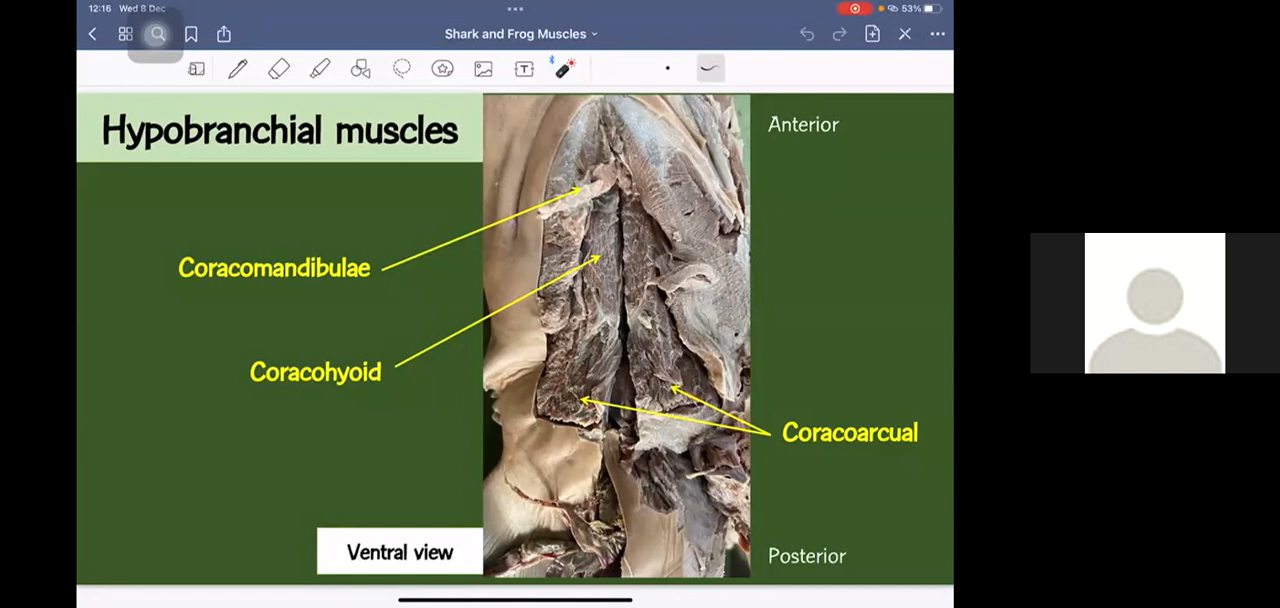 12:16 Wed 8 Dec
53%
Shark and Frog Muscles
Hypobranchial muscles
Anterior
Coracomandibulae
Coracohyoid
Coracoarcual
Ventral view
Posterior